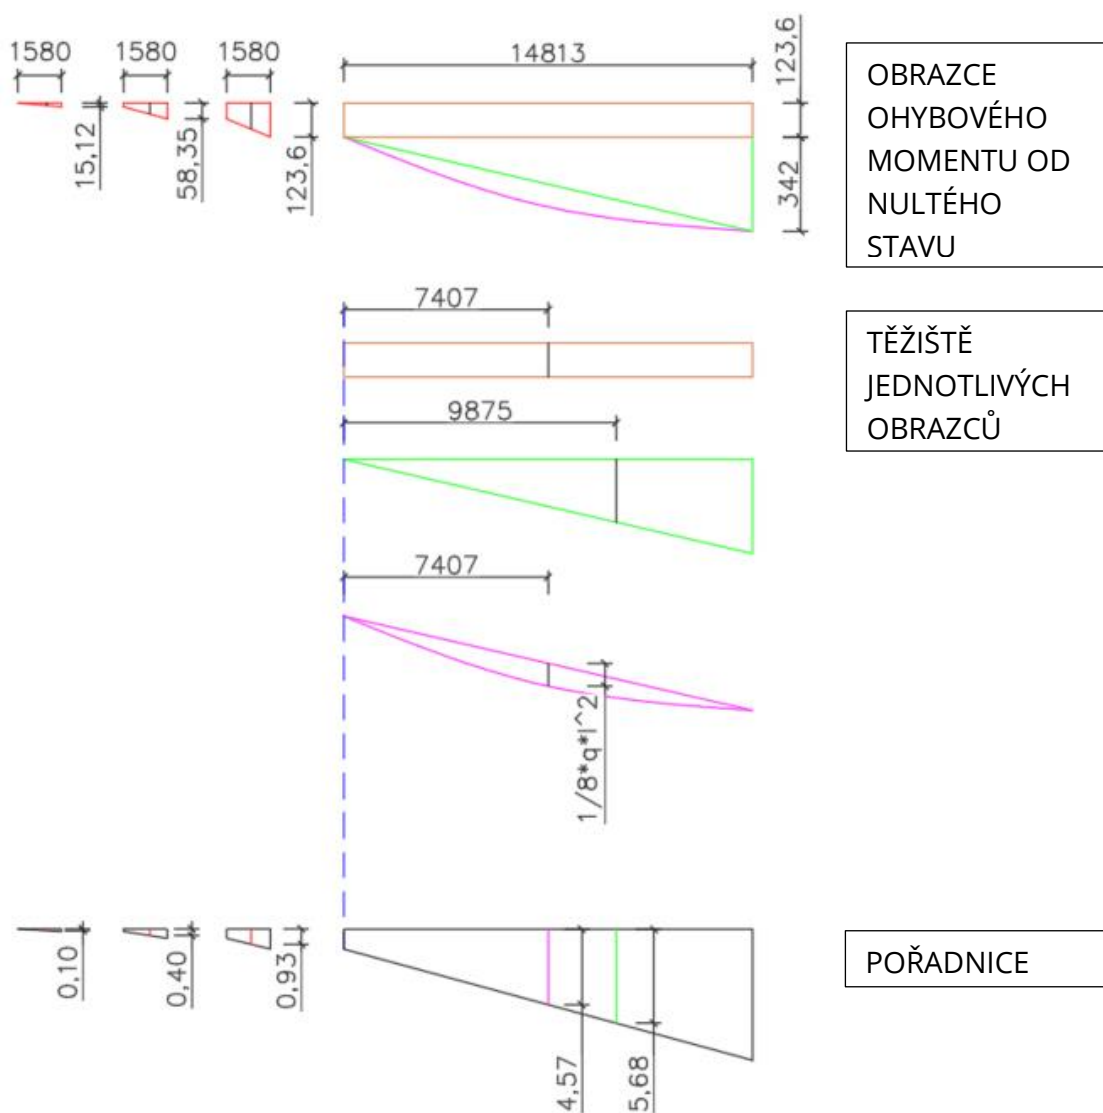 1580
1580
1580
14813
123,6
15,12
58,35
123,6
342
OBRAZCE
OHYBOVÉHO
MOMENTU OD
NULTÉHO
STAVU
7407
TĚŽIŠTĚ
JEDNOTLIVÝCH
OBRAZCŮ
9875
7407
1/8*q*l^2
0,10
0,40
0,93
4,57
5,68
POŘADNICE